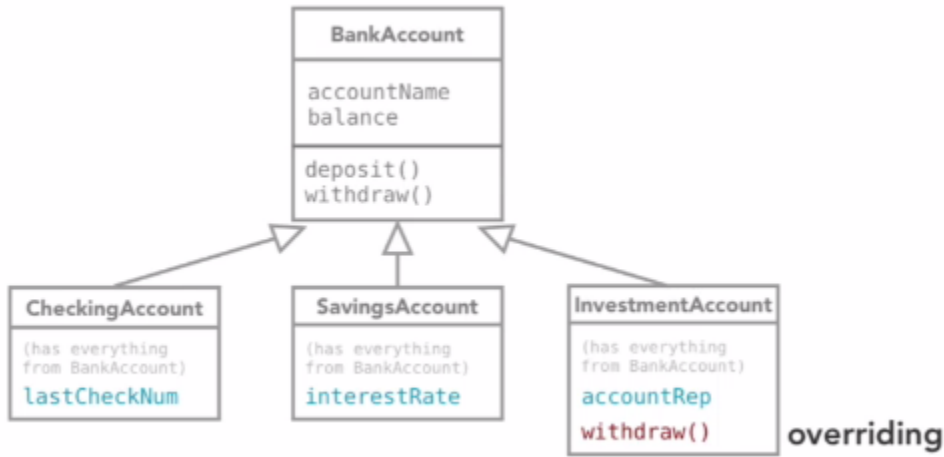 BankAccount
accountName
balance
deposit()
withdraw()
CheckingAccount
(has everything
from BankAccount)
lastCheckNum
SavingsAccount
(has everything
from BankAccount)
interestRate
InvestmentAccount
(has everything
from BankAccount)
accountRep
withdraw()
overriding